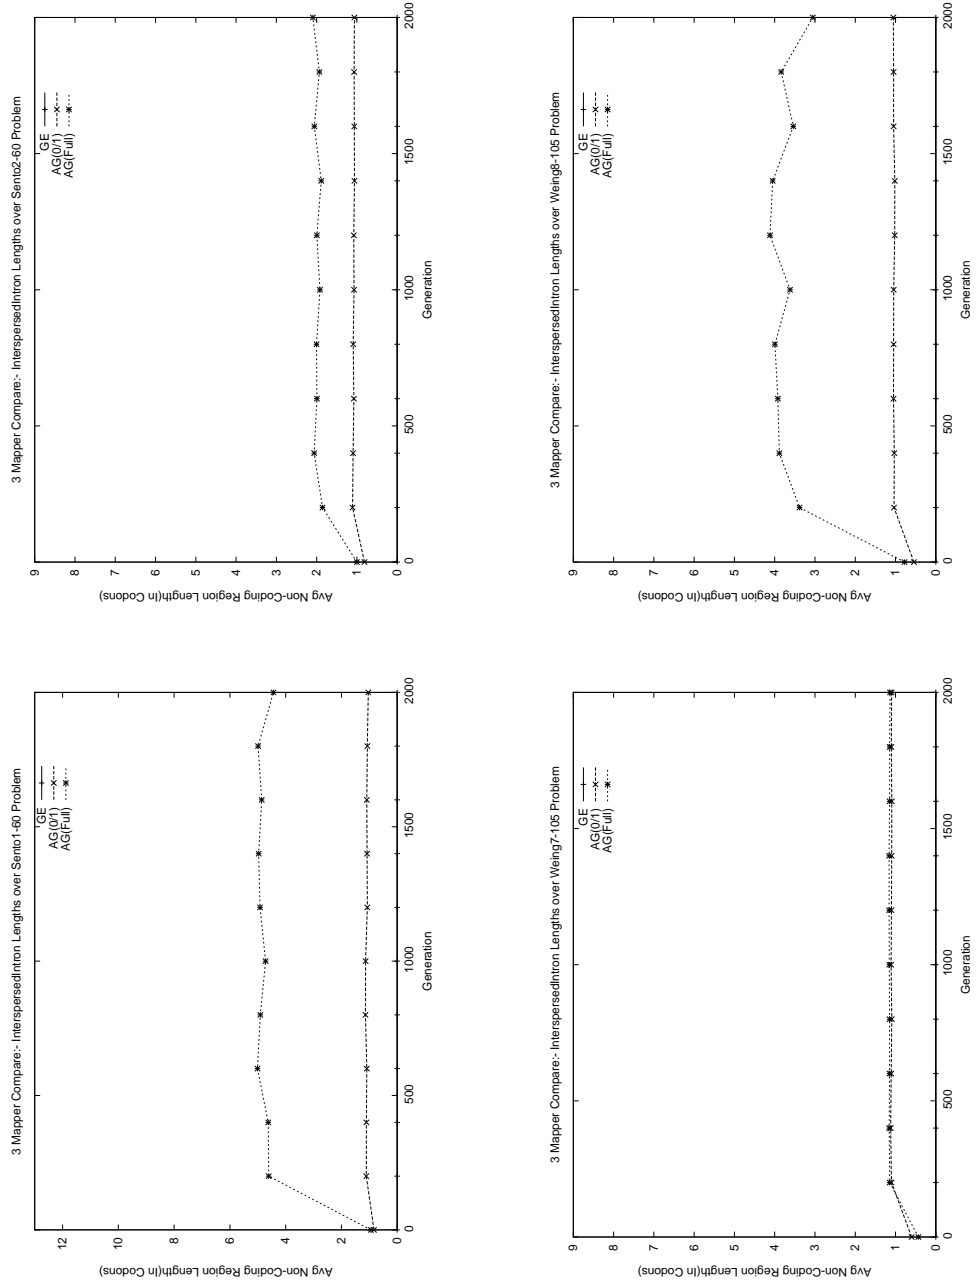 3 Mapper Compare:- InterspersedIntron Lengths over Sento1-60 Problem
GE
AG(0/1)
AG(Full)
Avg Non-Coding Region Length(In Codons)
12
10
8
6
4
2
0
0
500
1000
1500
2000
Generation
3 Mapper Compare:- InterspersedIntron Lengths over Sento2-60 Problem
GE
AG(0/1)
AG(Full)
Avg Non-Coding Region Length(In Codons)
9
8
7
6
5
4
3
2
1
0
0
500
1000
1500
2000
Generation
3 Mapper Compare:- InterspersedIntron Lengths over Weing7-105 Problem
GE
AG(0/1)
AG(Full)
Avg Non-Coding Region Length(In Codons)
9
8
7
6
5
4
3
2
1
0
0
500
1000
1500
2000
Generation
3 Mapper Compare:- InterspersedIntron Lengths over Weing8-105 Problem
GE
AG(0/1)
AG(Full)
Avg Non-Coding Region Length(In Codons)
9
8
7
6
5
4
3
2
1
0
0
500
1000
1500
2000
Generation